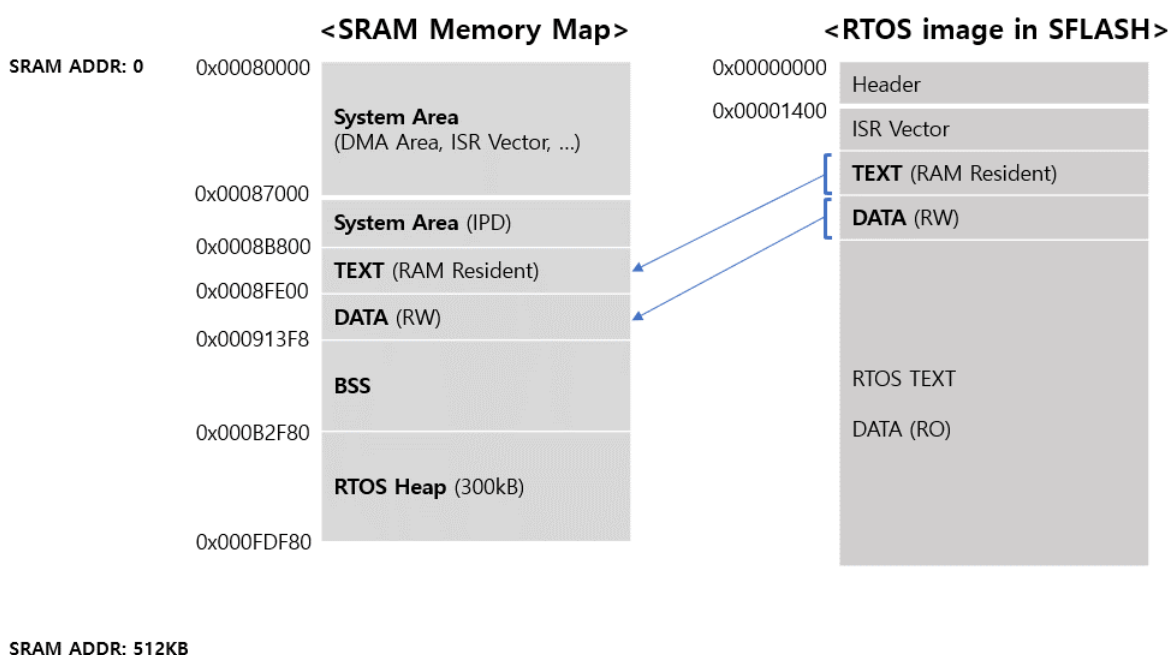 <SRAM Memory Map>
SRAM ADDR: 0
0x00080000
System Area
(DMA Area, ISR Vector, ...)
0x00087000
System Area (IPD)
0x0008B800
TEXT (RAM Resident)
0x0008FE00
DATA (RW)
0x000913F8
BSS
0x000B2F80
RTOS Heap (300kB)
0x000FDF80
SRAM ADDR: 512KB
<RTOS image in SFLASH>
0x00000000
Header
0x00001400
ISR Vector
TEXT (RAM Resident)
DATA (RW)
RTOS TEXT
DATA (RO)